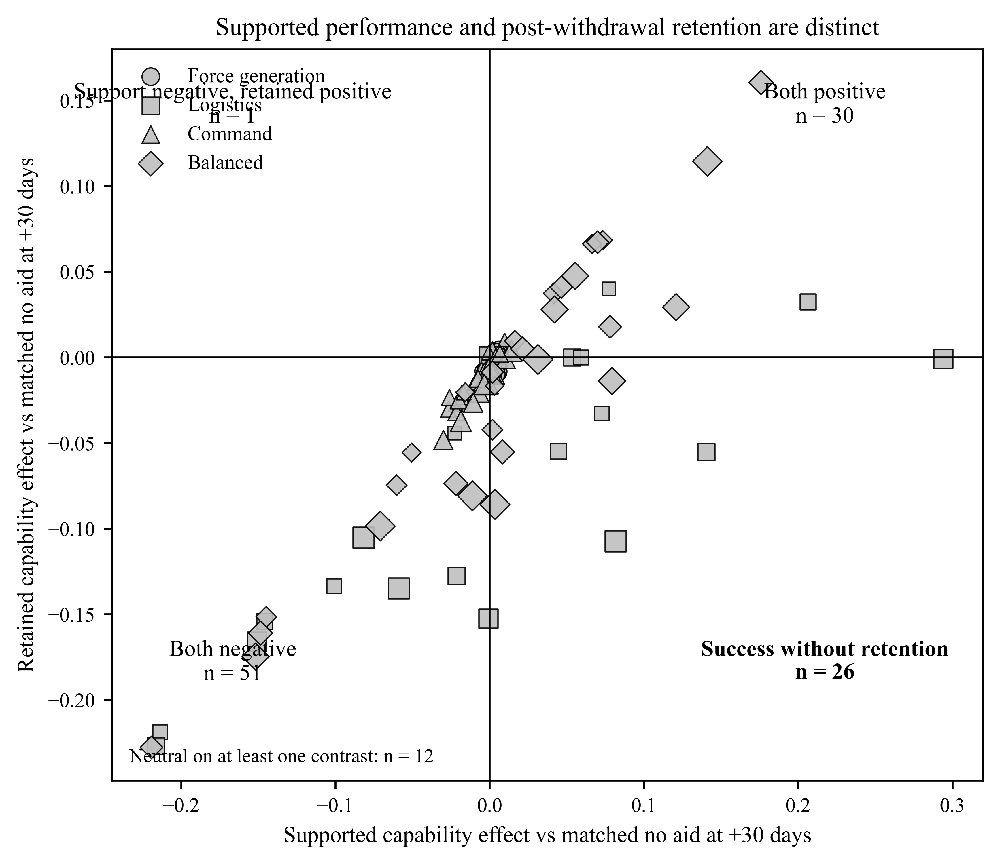 Supported performance and post-withdrawal retention are distinct
Force generation
Support negative, retained positive
Logistics
n = 1
Command
Balanced
Both positive
n = 30
0.15
0.10
0.05
0.00
−0.05
−0.10
−0.15
−0.20
Retained capability effect vs matched no aid at +30 days
Both negative
n = 51
Success without retention
n = 26
Neutral on at least one contrast: n = 12
−0.2
−0.1
0.0
0.1
0.2
0.3
Supported capability effect vs matched no aid at +30 days